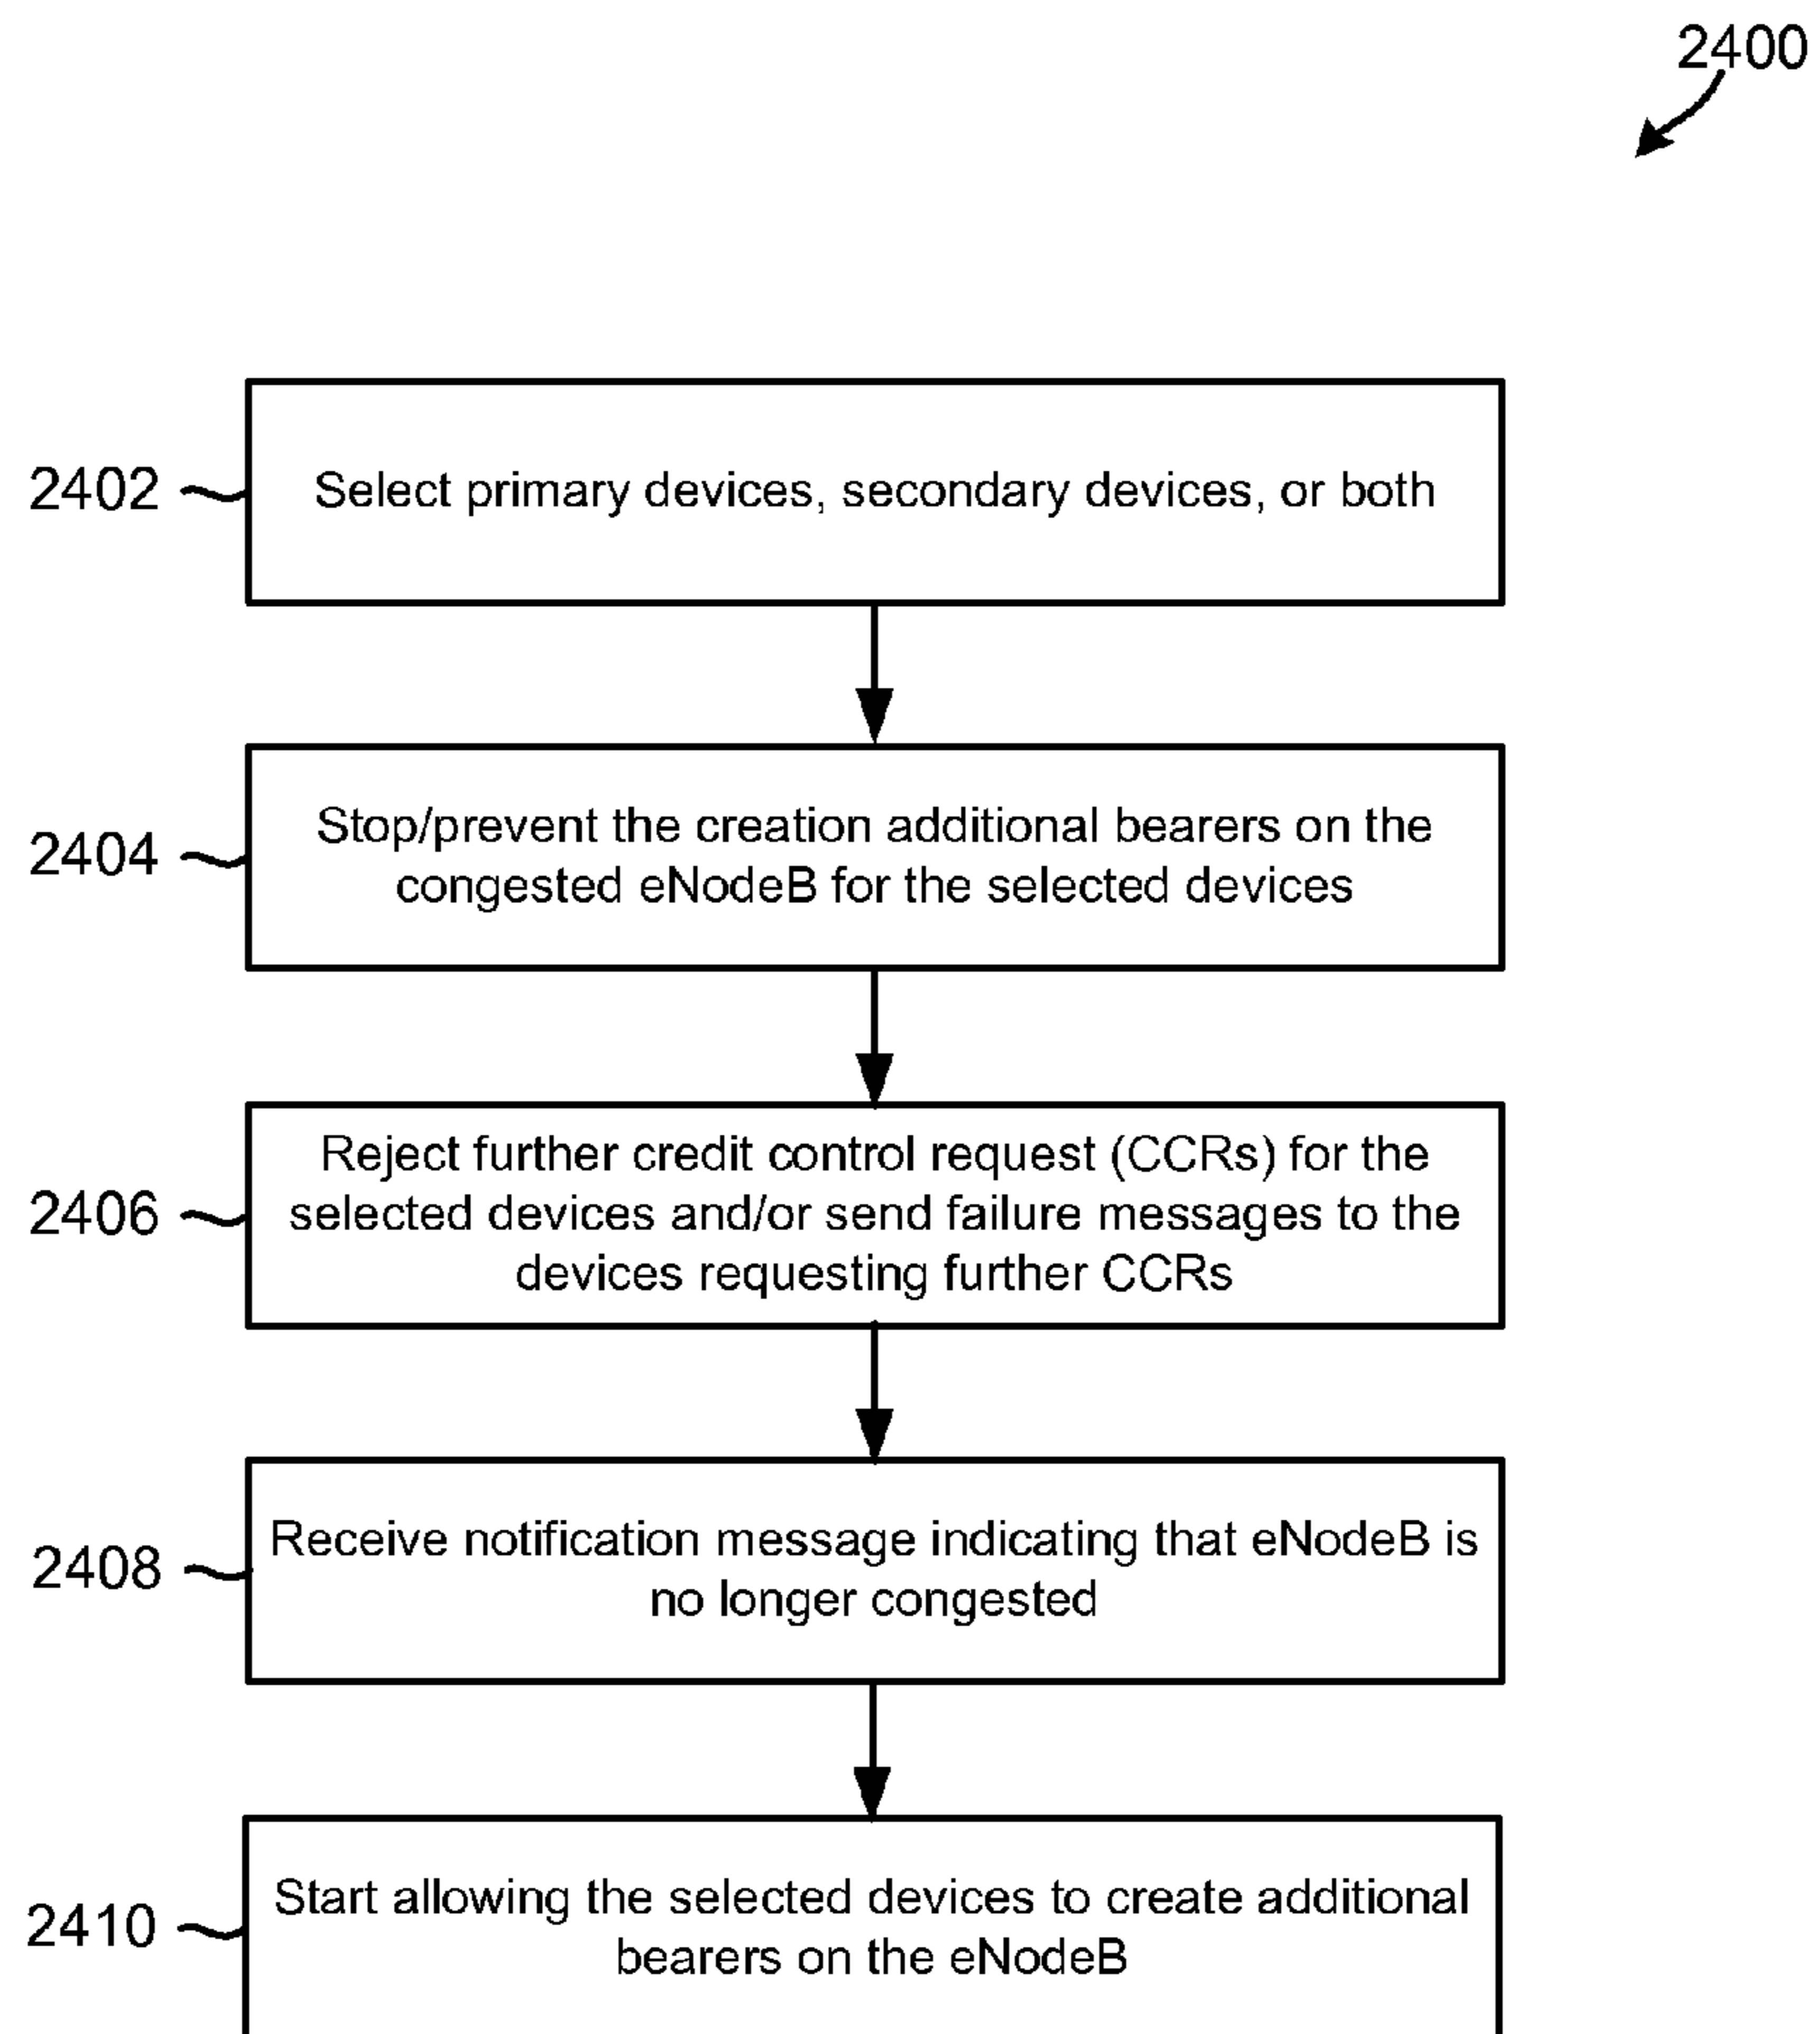 2400
2402
Select primary devices, secondary devices, or both
2404
Stop/prevent the creation additional bearers on the
congested eNodeB for the selected devices
2406
Reject further credit control request (CCRs) for the
selected devices and/or send failure messages to the
devices requesting further CCRs
2408
Receive notification message indicating that eNodeB is
no longer congested
2410
Start allowing the selected devices to create additional
bearers on the eNodeB